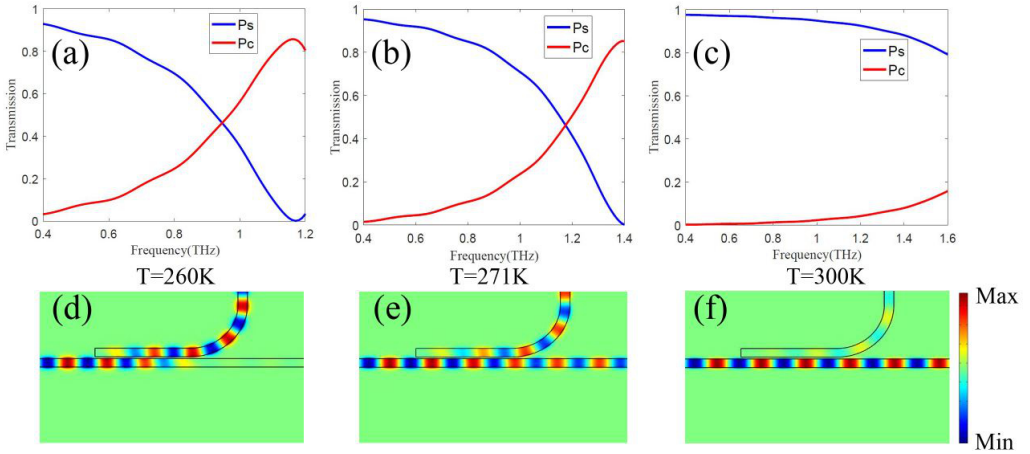 (a)
Ps
Pc
Transmission
1
0.8
0.6
0.4
0.2
0
0.4 0.6 0.8 1 1.2
Frequency(THz)
T=260K
(b)
Ps
Pc
Transmission
1
0.8
0.6
0.4
0.2
0
0.4 0.6 0.8 1 1.2 1.4
Frequency(THz)
T=271K
(c)
Ps
Pc
Transmission
1
0.8
0.6
0.4
0.2
0
0.4 0.6 0.8 1 1.2 1.4 1.6
Frequency(THz)
T=300K
(d)
(e)
(f)
Max
Min